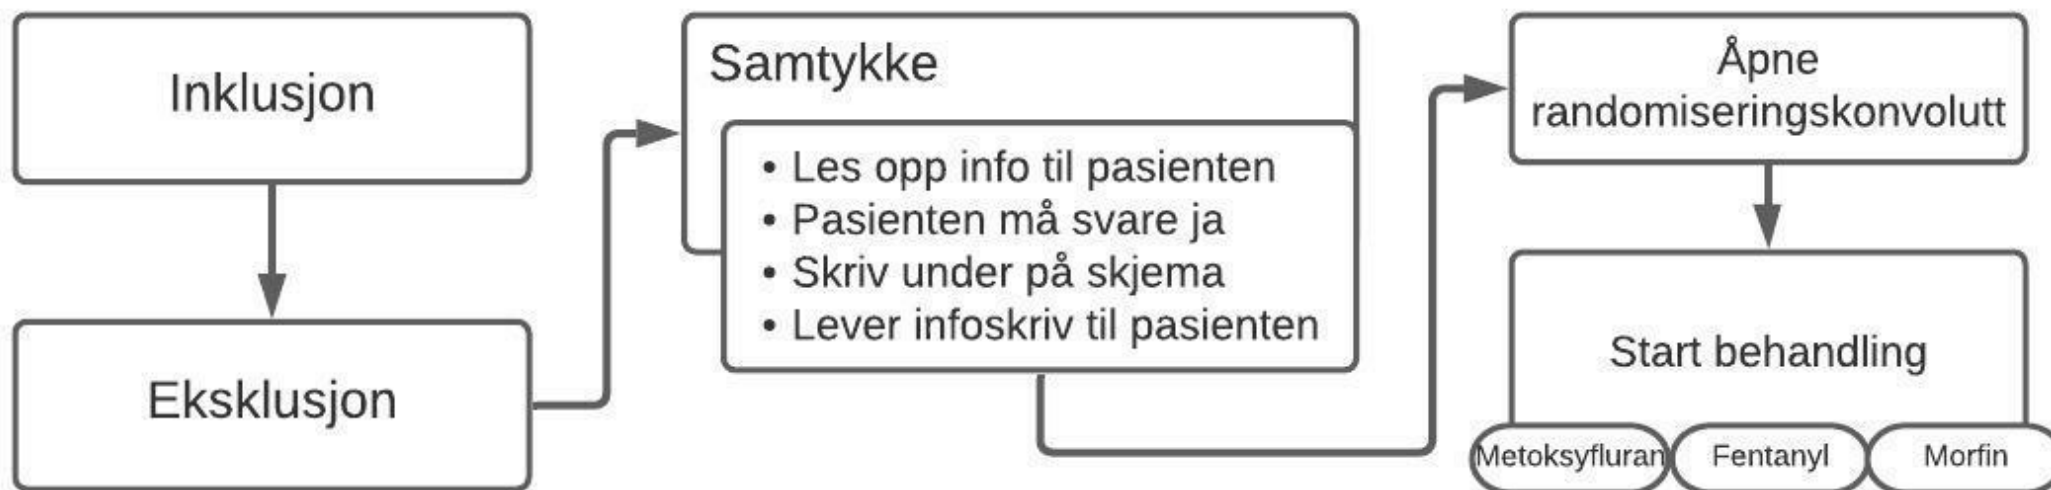 Inklusjon
Eksklusjon
Samtykke
• Les opp info til pasienten
• Pasienten må svare ja
• Skriv under på skjema
• Lever infoskriv til pasienten
Åpne
randomiseringskonvolutt
Start behandling
Metoksyfluran
Fentanyl
Morfin